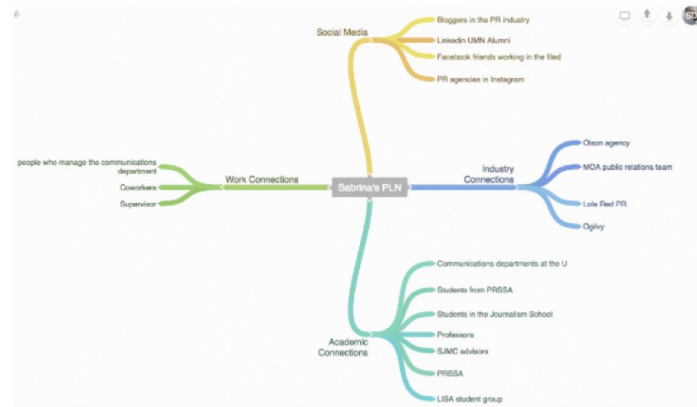 Bloggers in the PR industry
Social Media
Linkedin UMN Alumni
Facebook friends working in the filed
PR agencies in Instagram
people who manage the communications
department
Work Connections
Coworkers
Supervisor
Sabrina's PLN
Industry
Connections
Olson agency
MOA public relations team
Lola Red PR
Ogilvy
Academic
Connections
Communications departments at the U
Students from PRSSA
Students in the Journalism School
Professors
SJMC advisors
PRSSA
LISA student group
SD